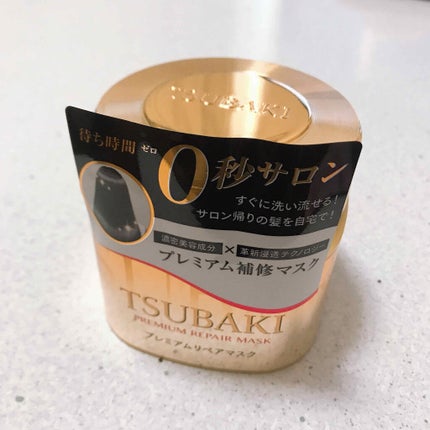 TSUBAKI
待ち時間 ゼロ
0秒サロン
すぐに洗い流せる!
サロン帰りの髪を自宅で!
濃密美容成分 × 革新浸透テクノロジー
プレミアム補修マスク
TSUBAKI
PREMIUM REPAIR MASK
プレミアムリペアマスク